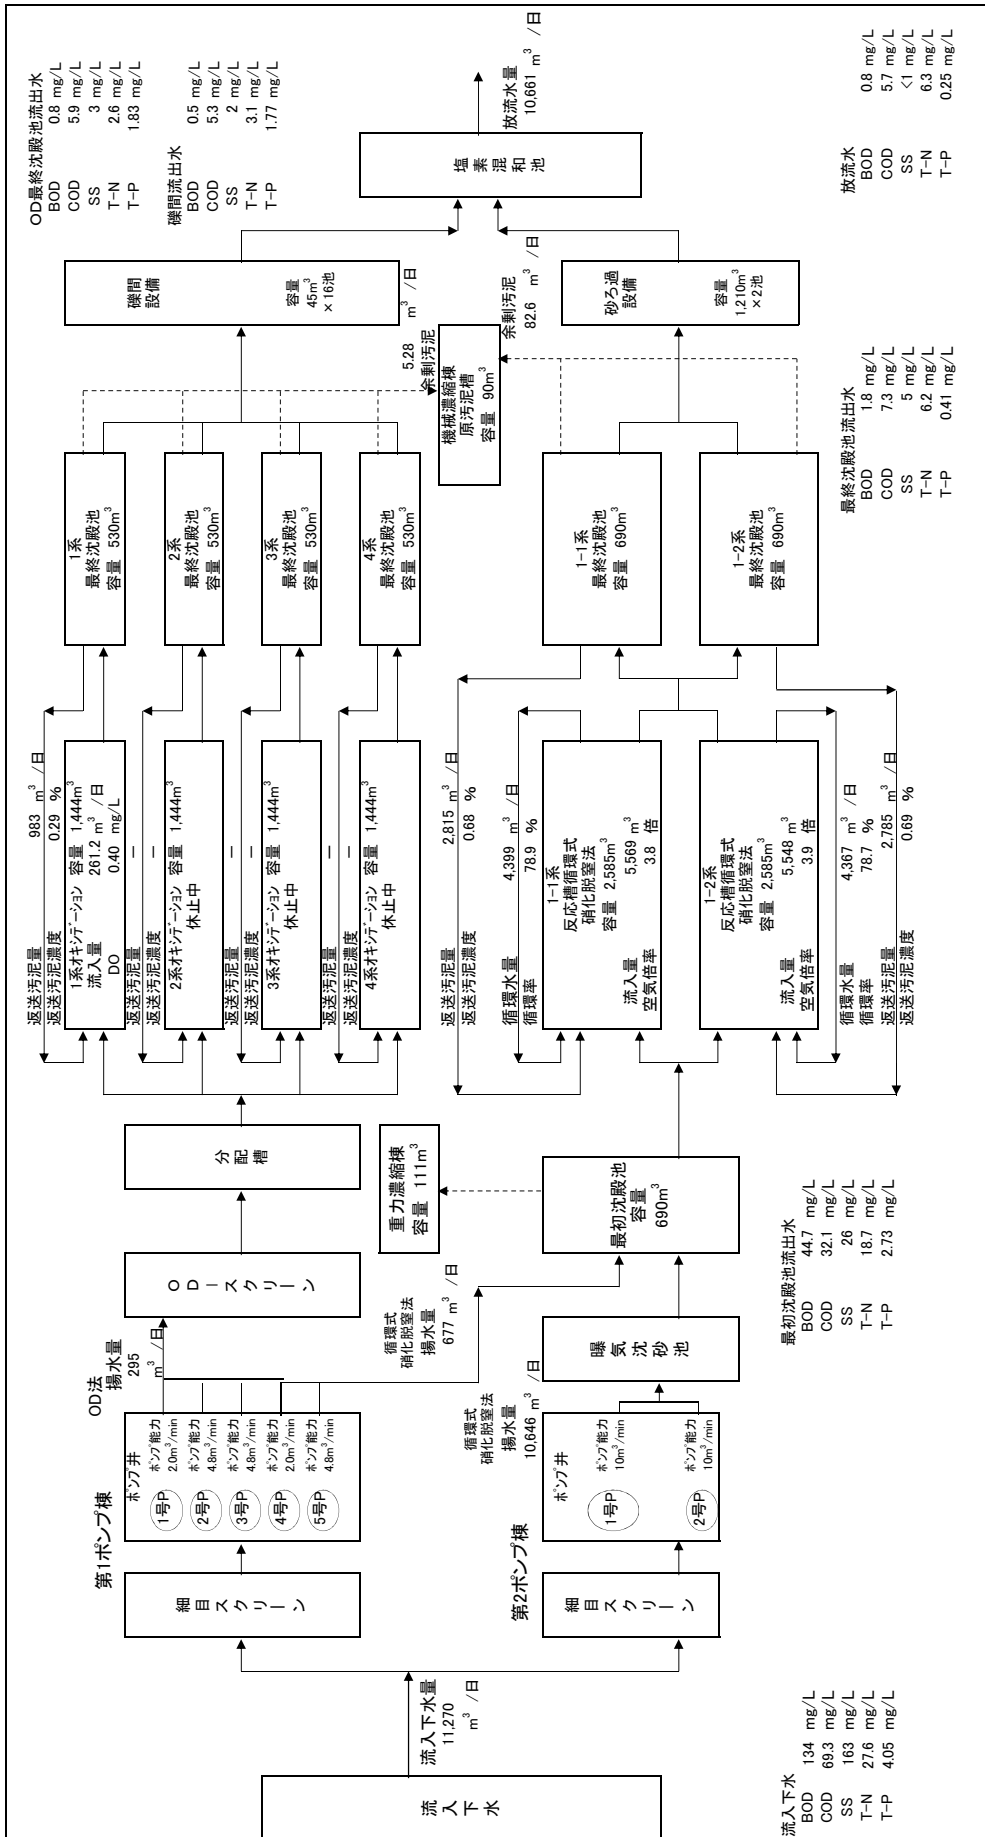 流入下水
流入下水量
11,270
m³ /日
流入下水
BOD 134 mg/L
COD 69.3 mg/L
SS 163 mg/L
T-N 27.6 mg/L
T-P 4.05 mg/L
細目スクリーン
第1ポンプ棟
ポンプ井
1号P ポンプ能力 2.0m³/min
2号P ポンプ能力 4.8m³/min
3号P ポンプ能力 4.8m³/min
4号P ポンプ能力 2.0m³/min
5号P ポンプ能力 4.8m³/min
OD法
揚水量
295
m³ /日
ODースクリーン
分配槽
細目スクリーン
第2ポンプ棟
ポンプ井
1号P ポンプ能力 10m³/min
2号P ポンプ能力 10m³/min
循環式
硝化脱窒法
揚水量
10,646 m³ /日
循環式
硝化脱窒法
揚水量
677 m³ /日
曝気沈砂池
重力濃縮棟
容量 111m³
最初沈殿池
容量
690m³
最初沈殿池流出水
BOD 44.7 mg/L
COD 32.1 mg/L
SS 26 mg/L
T-N 18.7 mg/L
T-P 2.73 mg/L
返送汚泥量 983 m³ /日
返送汚泥濃度 0.29 %
1系オキシデーション 容量 1,444m³
流入量 261.2 m³ /日
DO 0.40 mg/L
返送汚泥量 －
返送汚泥濃度 －
2系オキシデーション 容量 1,444m³
休止中
返送汚泥量 －
返送汚泥濃度 －
3系オキシデーション 容量 1,444m³
休止中
返送汚泥量 －
返送汚泥濃度 －
4系オキシデーション 容量 1,444m³
休止中
返送汚泥量 2,815 m³ /日
返送汚泥濃度 0.68 %
循環水量 4,399 m³ /日
循環率 78.9 %
1-1系
反応槽循環式
硝化脱窒法
容量 2,585m³
流入量 5,569 m³
空気倍率 3.8 倍
1-2系
反応槽循環式
硝化脱窒法
容量 2,585m³
流入量 5,548 m³
空気倍率 3.9 倍
循環水量 4,367 m³ /日
循環率 78.7 %
返送汚泥量 2,785 m³ /日
返送汚泥濃度 0.69 %
1系
最終沈殿池
容量 530m³
2系
最終沈殿池
容量 530m³
3系
最終沈殿池
容量 530m³
4系
最終沈殿池
容量 530m³
1-1系
最終沈殿池
容量 690m³
1-2系
最終沈殿池
容量 690m³
最終沈殿池流出水
BOD 1.8 mg/L
COD 7.3 mg/L
SS 5 mg/L
T-N 6.2 mg/L
T-P 0.41 mg/L
余剰汚泥
5.28 m³ /日
機械濃縮棟
原汚泥槽
容量 90m³
余剰汚泥
82.6 m³ /日
礫間
設備
容量
45m³
×16池
砂ろ過
設備
容量
1,210m³
×2池
OD最終沈殿池流出水
BOD 0.8 mg/L
COD 5.9 mg/L
SS 3 mg/L
T-N 2.6 mg/L
T-P 1.83 mg/L
礫間流出水
BOD 0.5 mg/L
COD 5.3 mg/L
SS 2 mg/L
T-N 3.1 mg/L
T-P 1.77 mg/L
塩素混和池
放流水量
10,661 m³ /日
放流水
BOD 0.8 mg/L
COD 5.7 mg/L
SS <1 mg/L
T-N 6.3 mg/L
T-P 0.25 mg/L